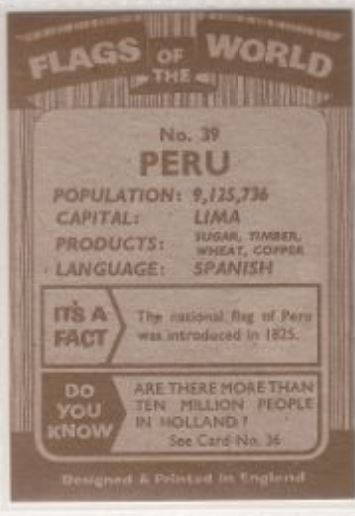 FLAGS OF THE WORLD
No. 39
PERU
POPULATION: 9,125,736
CAPITAL: LIMA
PRODUCTS: SUGAR, TIMBER,
WHEAT, COPPER
LANGUAGE: SPANISH
IT'S A
FACT
The national flag of Peru
was introduced in 1825.
DO
YOU
KNOW
ARE THERE MORE THAN
TEN MILLION PEOPLE
IN HOLLAND?
See Card No. 36
Designed & Printed in England